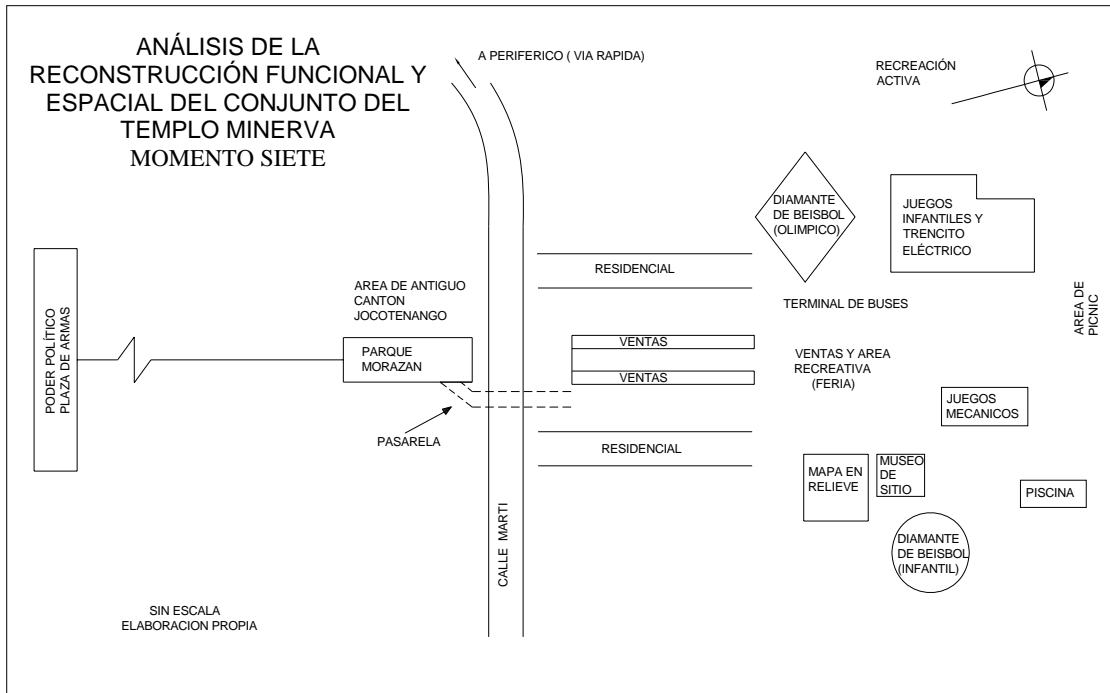 ANÁLISIS DE LA
RECONSTRUCCIÓN FUNCIONAL Y
ESPACIAL DEL CONJUNTO DEL
TEMPLO MINERVA
MOMENTO SIETE
A PERIFERICO ( VIA RAPIDA)
RECREACIÓN
ACTIVA
DIAMANTE
DE BEISBOL
(OLIMPICO)
JUEGOS
INFANTILES Y
TRENCITO
ELÉCTRICO
RESIDENCIAL
AREA DE ANTIGUO
CANTON
JOCOTENANGO
TERMINAL DE BUSES
AREA DE
PICNIC
PODER POLÍTICO
PLAZA DE ARMAS
PARQUE
MORAZAN
VENTAS
VENTAS
VENTAS Y AREA
RECREATIVA
(FERIA)
JUEGOS
MECANICOS
PASARELA
RESIDENCIAL
MAPA EN
RELIEVE
MUSEO
DE
SITIO
PISCINA
CALLE MARTI
DIAMANTE
DE BEISBOL
(INFANTIL)
SIN ESCALA
ELABORACION PROPIA